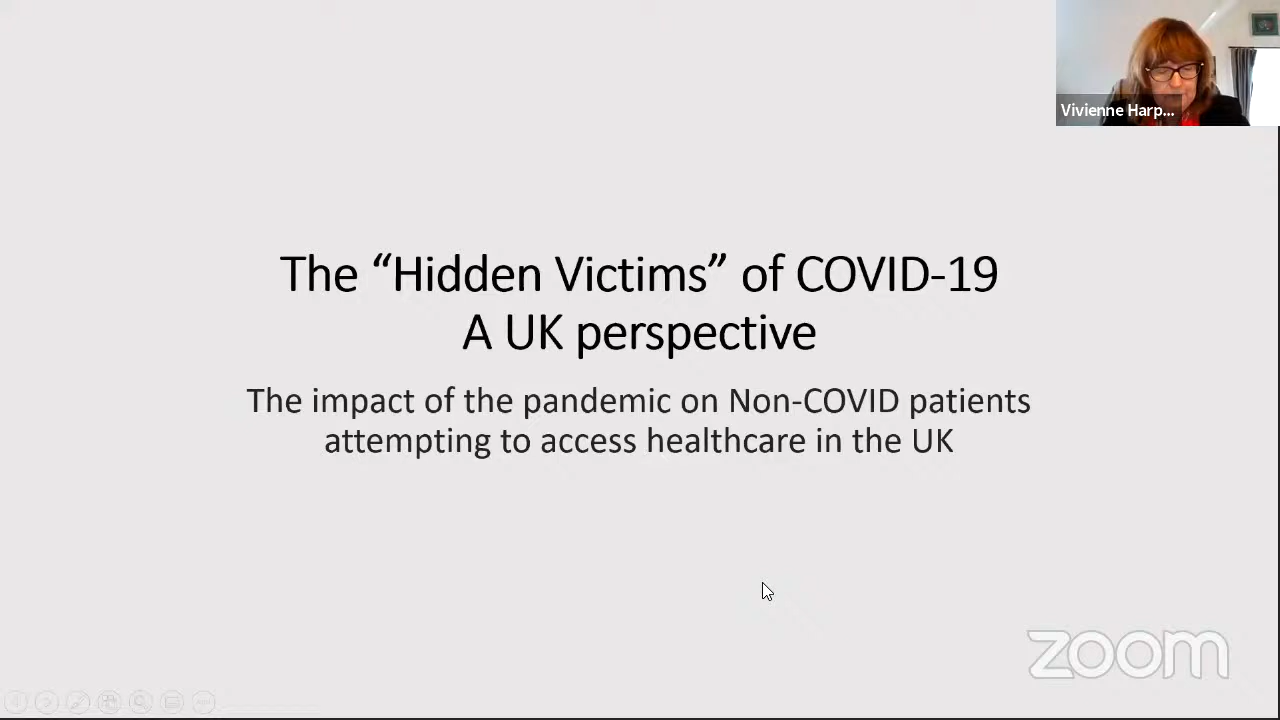 Vivienne Harp...
The “Hidden Victims” of COVID-19
A UK perspective
The impact of the pandemic on Non-COVID patients
attempting to access healthcare in the UK
zoom